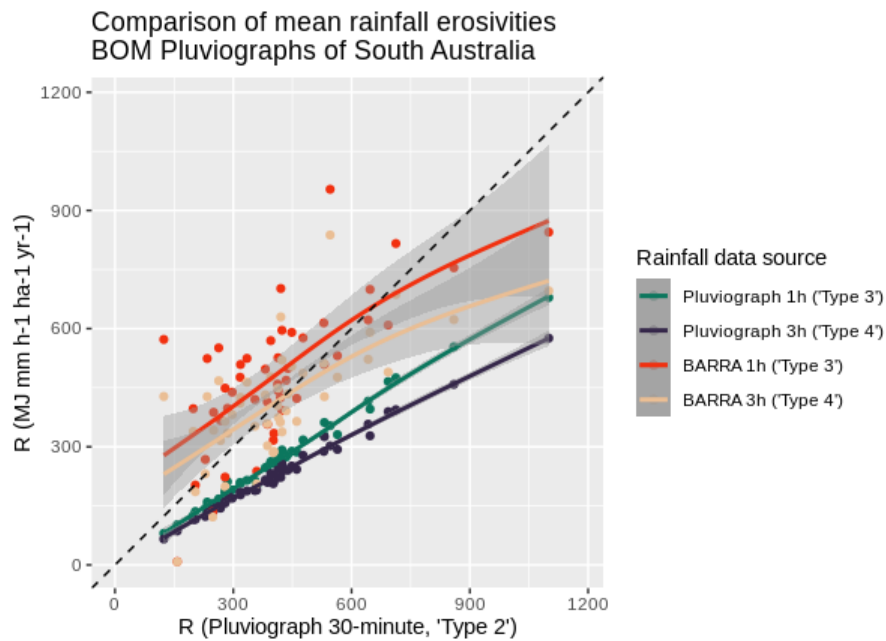 Comparison of mean rainfall erosivities
BOM Pluviographs of South Australia
R (MJ mm h-1 ha-1 yr-1)
1200
900
600
300
0
0 300 600 900 1200
R (Pluviograph 30-minute, 'Type 2')
Rainfall data source
Pluviograph 1h ('Type 3')
Pluviograph 3h ('Type 4')
BARRA 1h ('Type 3')
BARRA 3h ('Type 4')